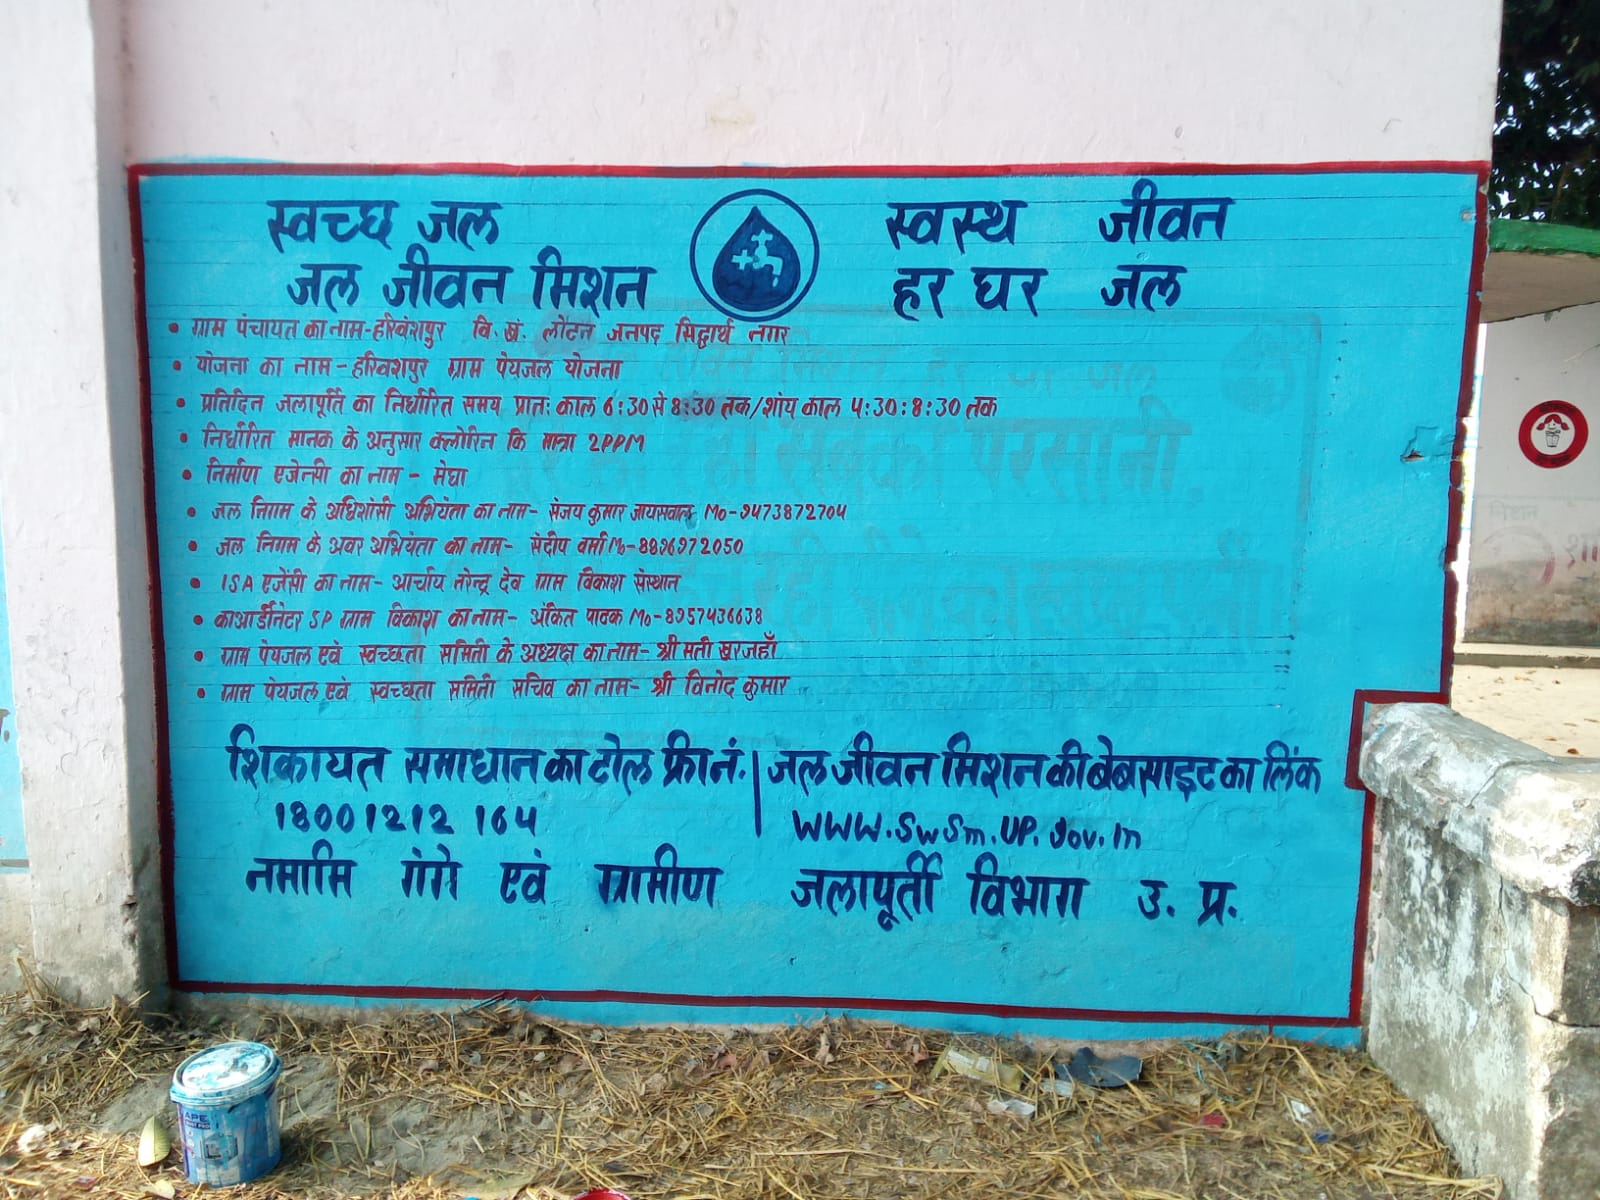 स्वच्छ जल स्वस्थ जीवन
जल जीवन मिशन हर घर जल
• ग्राम पंचायत का नाम-हरिवंशपुर वि. खं. लोटन जनपद सिद्धार्थ नगर
• योजना का नाम-हरिवंशपुर ग्राम पेयजल योजना
• प्रतिदिन जलापूर्ति का निर्धारित समय प्रात: काल 6:30 से 8:30 तक/शांय काल 4:30:8:30 तक
• निर्धारित मानक के अनुसार क्लोरिन कि मात्रा 2PPM
• निर्माण एजेन्सी का नाम - मेघा
• जल निगम के अधिशांसी अभियंता का नाम- संजय कुमार जायसवाल Mo-9473872704
• जल निगम के अवर अभियंता का नाम- संदीप वर्मा Mo-8896972050
• ISA एजेंसी का नाम- आर्चाय नरेन्द्र देव ग्राम विकाश संस्थान
• काआर्डीनेटर SP ग्राम विकाश का नाम- अंकित पाठक Mo-8957436638
• ग्राम पेयजल एवं स्वच्छता समिती के अध्यक्ष का नाम- श्री मती खुरजहाँ
• ग्राम पेयजल एवं स्वच्छता समिती सचिव का नाम- श्री विनोद कुमार
शिकायत समाधान का टोल फ्री नं. जल जीवन मिशन की बेबसाइट का लिंक
18001212 164 www.SwSm.UP.gov.in
नमामि गंगे एवं ग्रामीण जलापूर्ती विभाग उ. प्र.